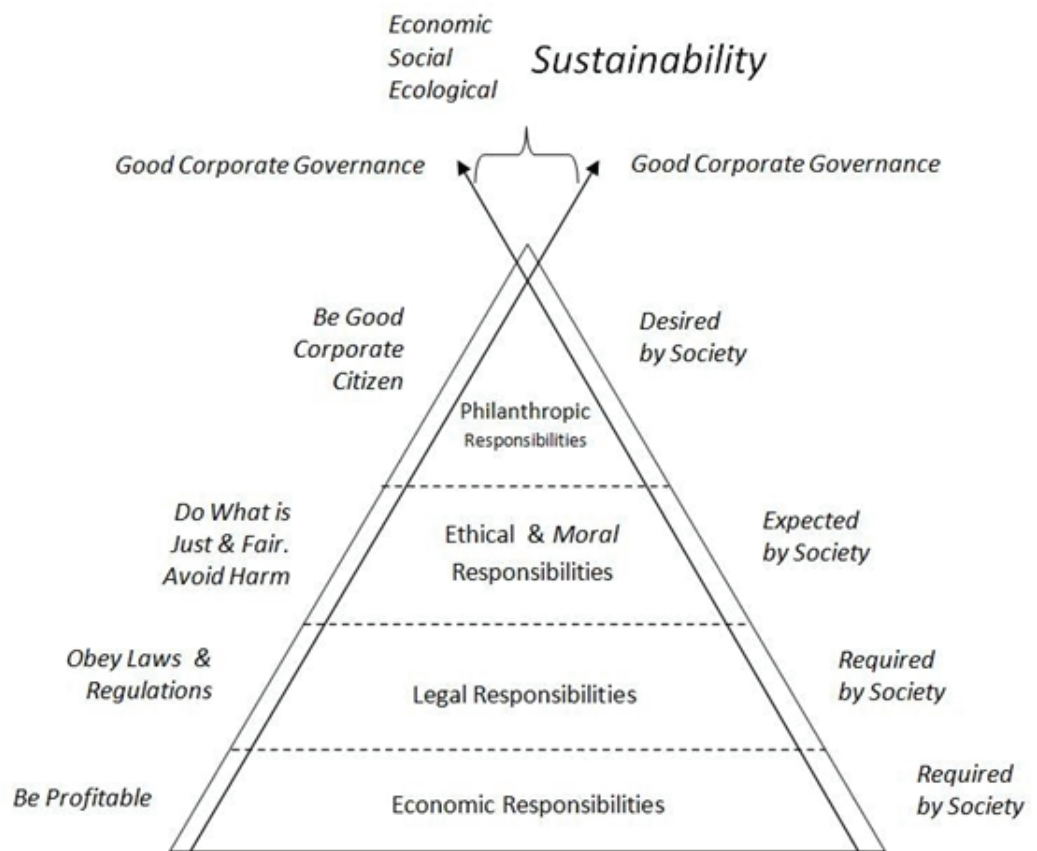 Economic
Social
Ecological
Sustainability
Good Corporate Governance
Good Corporate Governance
Be Good
Corporate
Citizen
Desired
by Society
Philanthropic
Responsibilities
Do What is
Just & Fair.
Avoid Harm
Ethical & Moral
Responsibilities
Expected
by Society
Obey Laws &
Regulations
Legal Responsibilities
Required
by Society
Be Profitable
Economic Responsibilities
Required
by Society